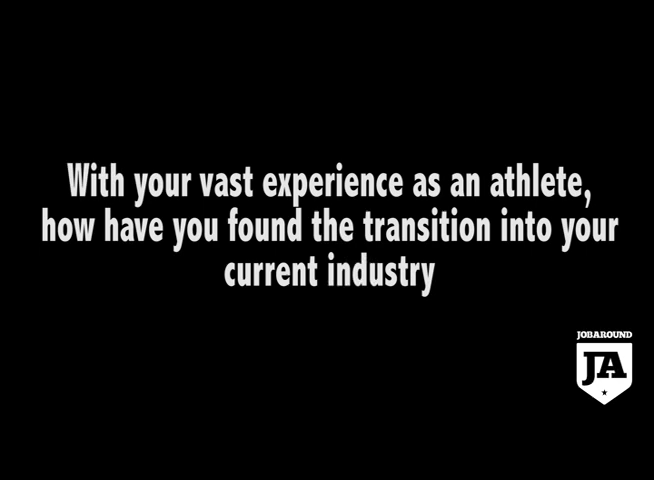 With your vast experience as an athlete,
how have you found the transition into your
current industry
JOBAROUND
JA